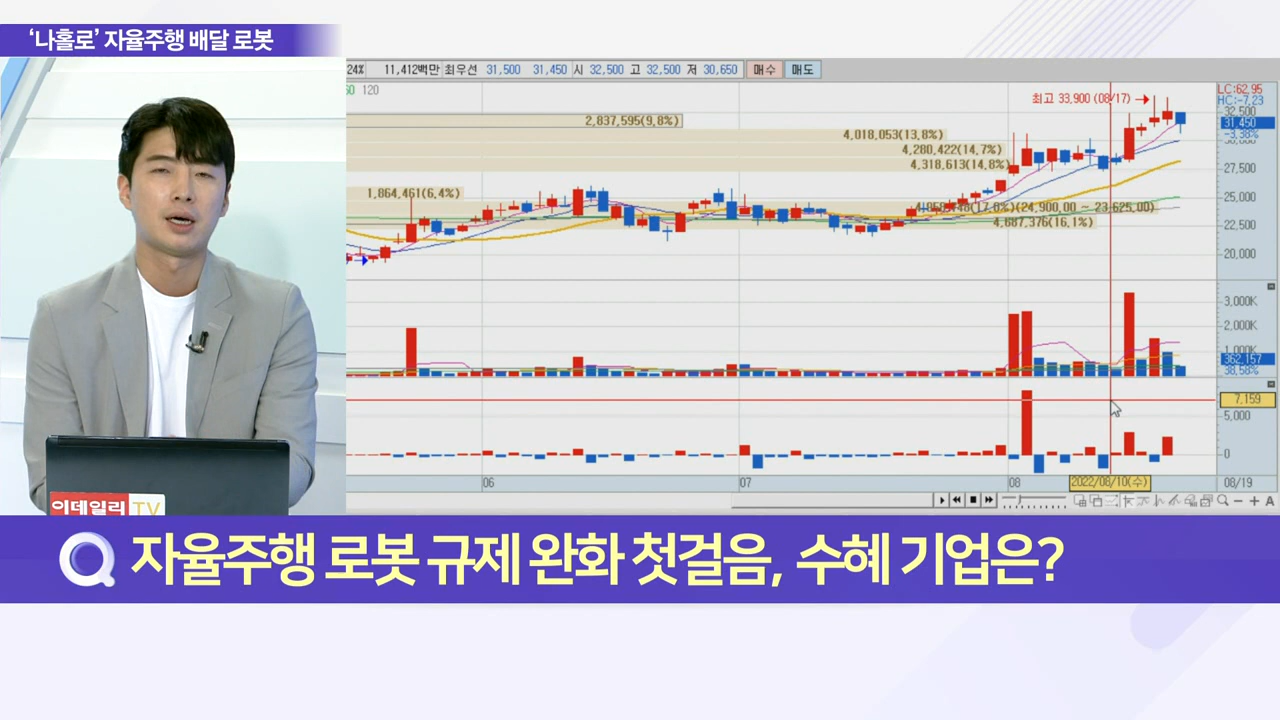 '나홀로' 자율주행 배달 로봇
24% 11,412백만 최우선 31,500 31,450 시 32,500 고 32,500 저 30,650 매수 매도
60 120
최고 33,900 (08/17)
LC:62.95
HC:-7.23
32,500
31,450
-3.38%
30,000
27,500
25,000
22,500
20,000
2,837,595(9.8%)
4,018,053(13.8%)
4,280,422(14.7%)
4,318,613(14.8%)
1,864,461(6.4%)
(17.6%)(24,900.00 ~ 23,625.00)
4,687,376(16.1%)
3,000K
2,000K
1,000K
362,157
38.58%
7,159
5,000
0
06 07 08 2022/08/10(수) 08/19
이데일리 TV
자율주행 로봇 규제 완화 첫걸음, 수혜 기업은?